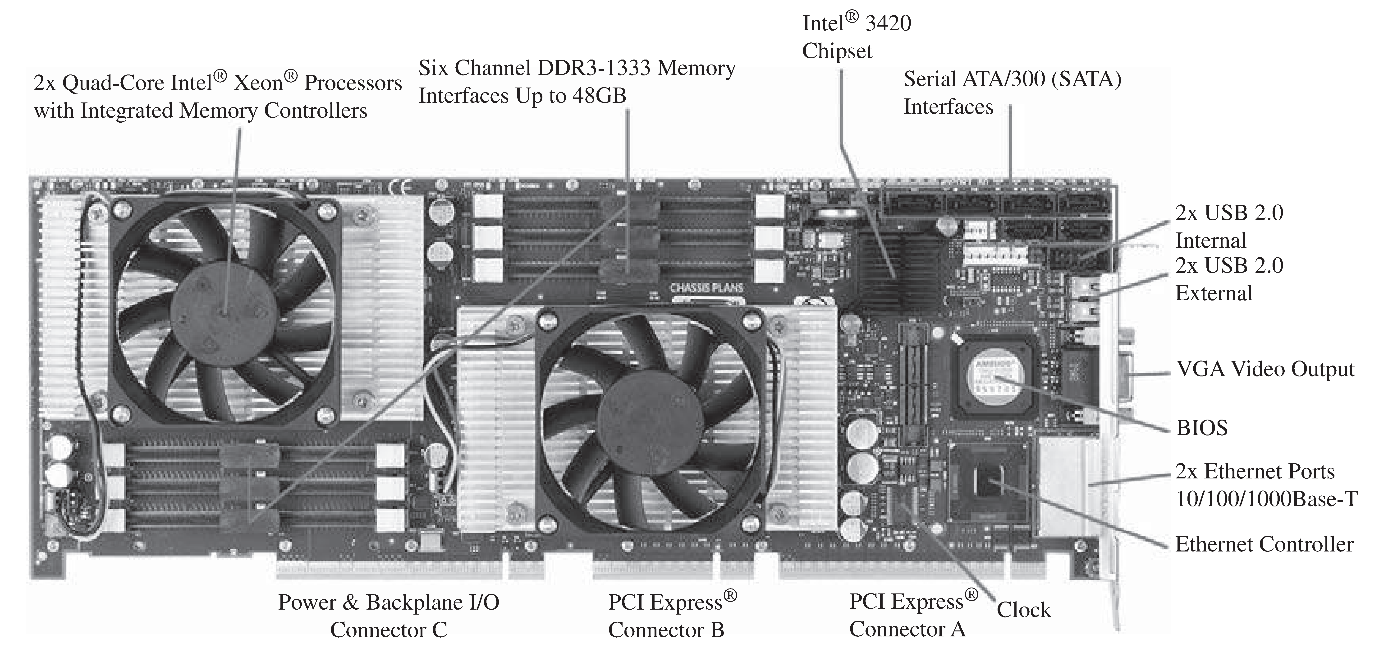 Intel® 3420
Chipset
2x Quad-Core Intel® Xeon® Processors
with Integrated Memory Controllers
Six Channel DDR3-1333 Memory
Interfaces Up to 48GB
Serial ATA/300 (SATA)
Interfaces
2x USB 2.0
Internal
2x USB 2.0
External
CHASSIS PLANS
VGA Video Output
BIOS
2x Ethernet Ports
10/100/1000Base-T
Ethernet Controller
Power & Backplane I/O
Connector C
PCI Express®
Connector B
PCI Express®
Connector A
Clock